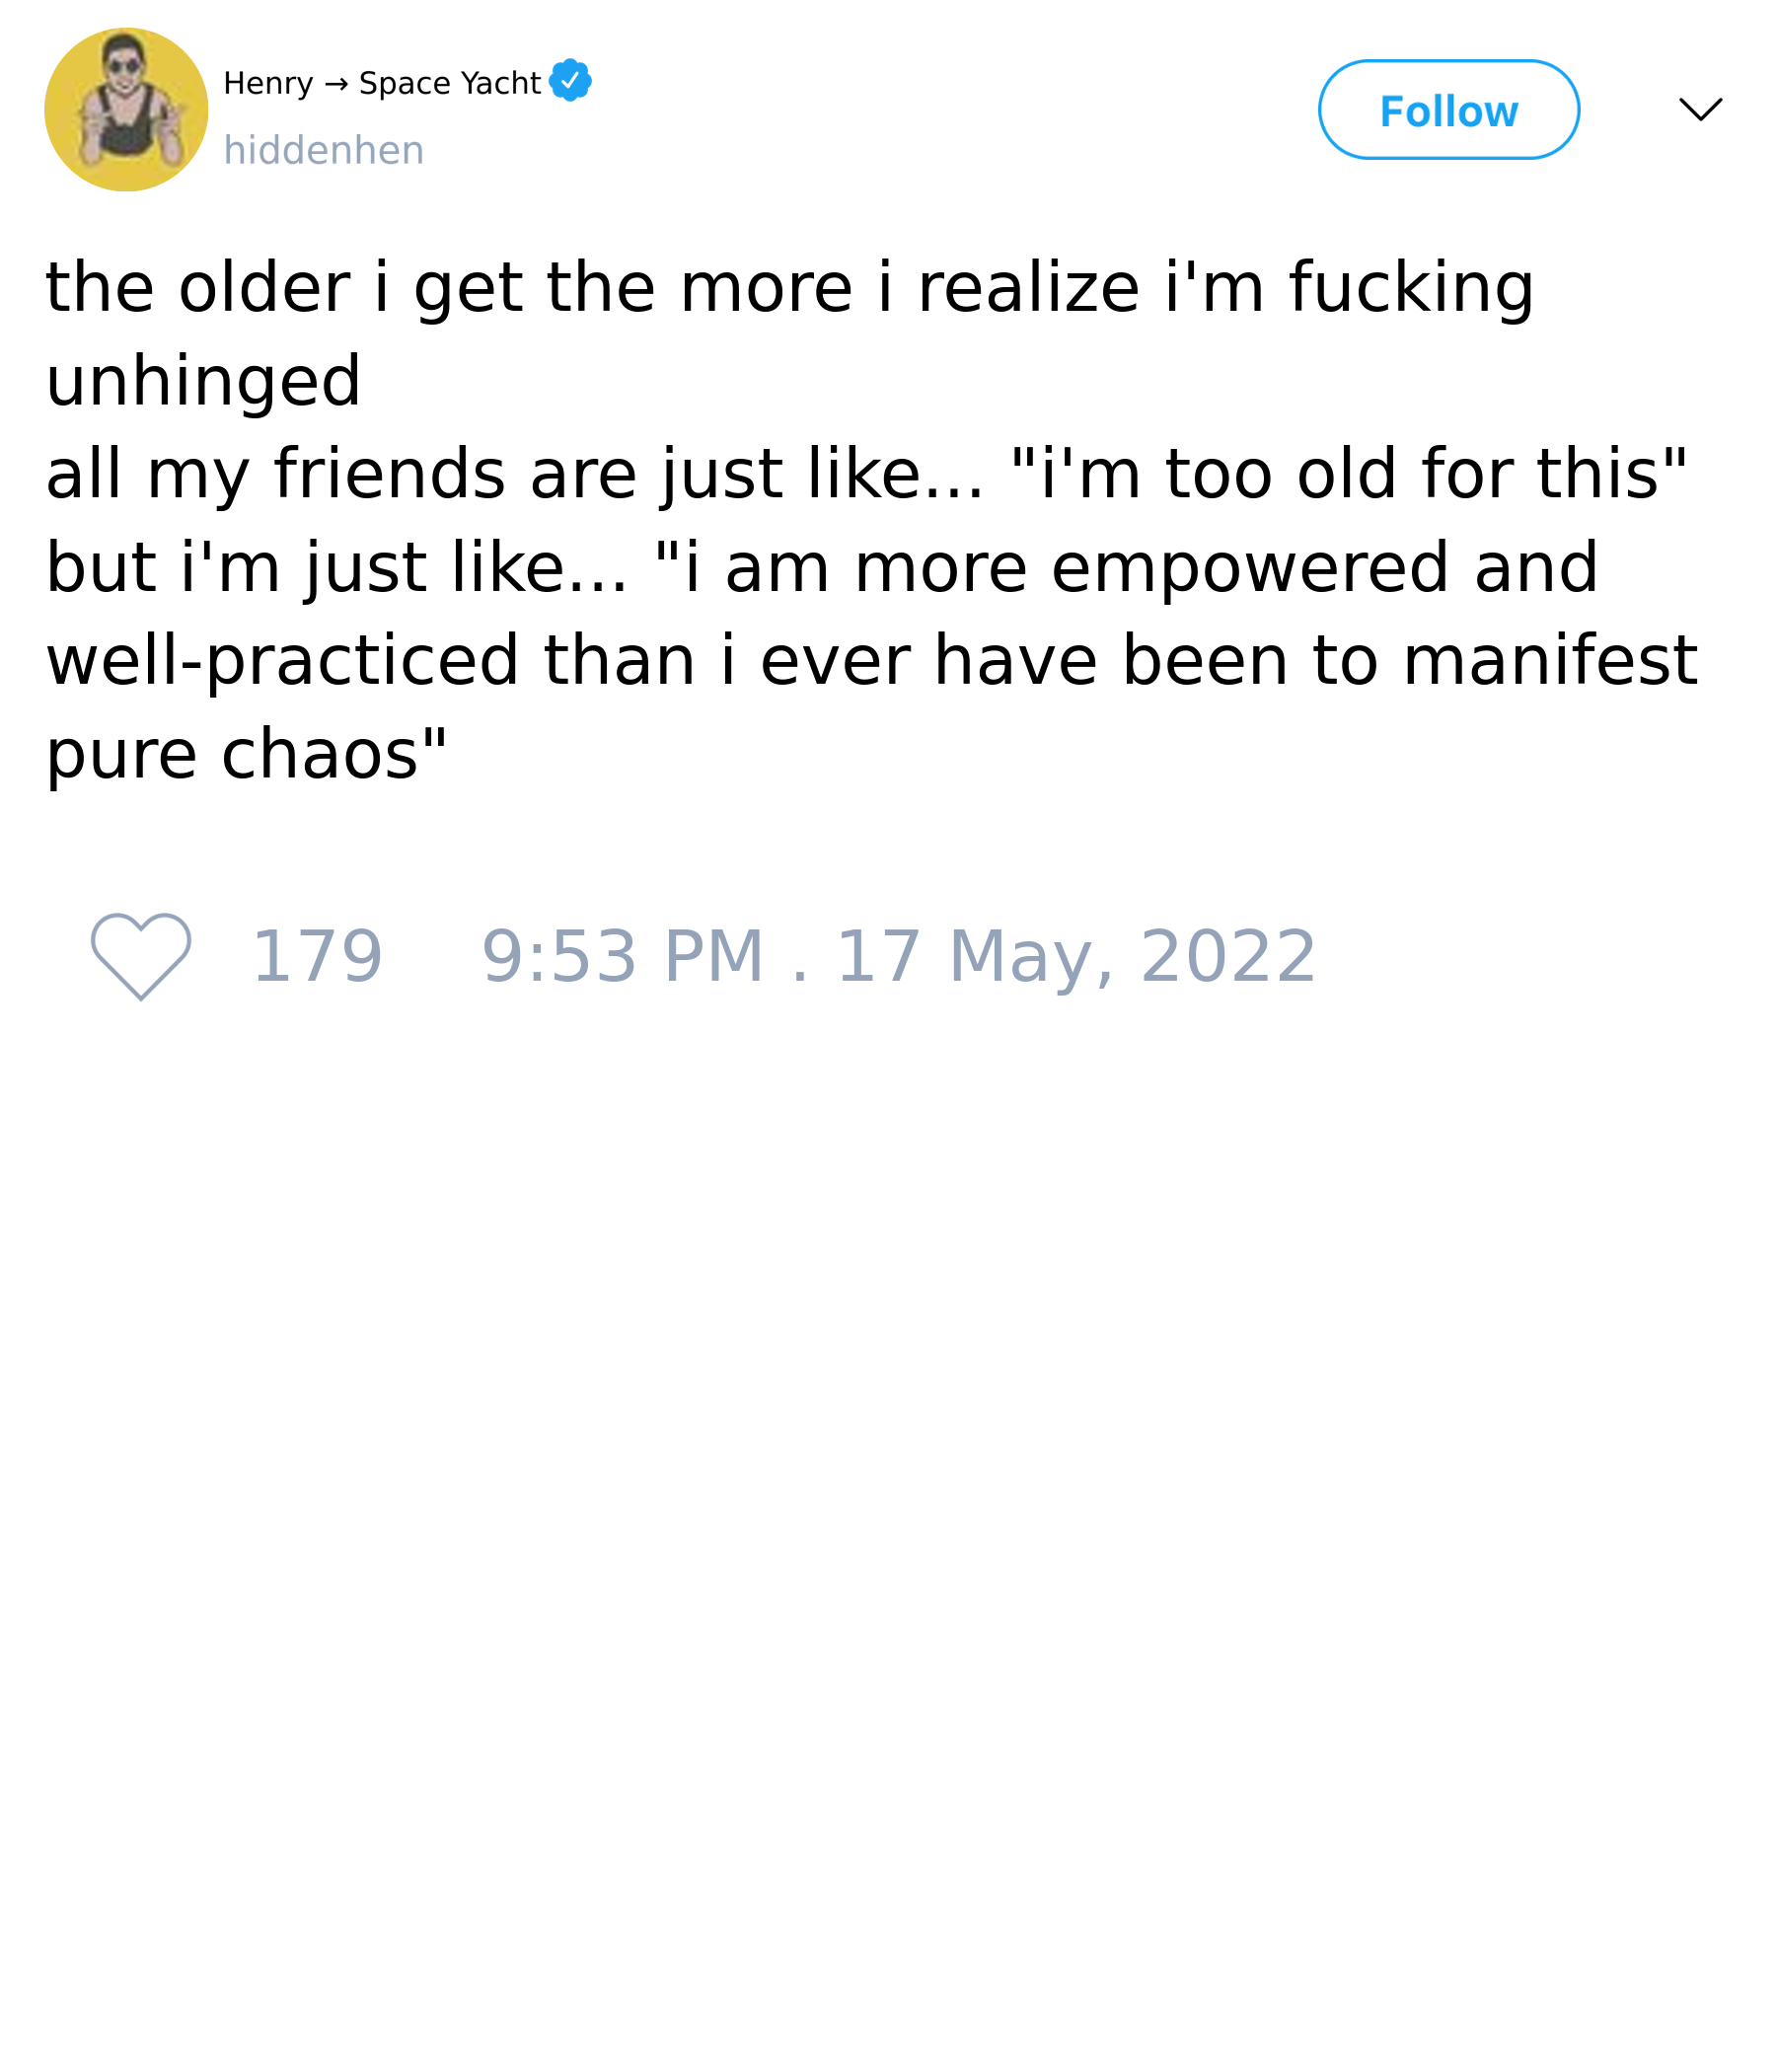 Henry → Space Yacht
hiddenhen
Follow
the older i get the more i realize i'm fucking
unhinged
all my friends are just like... "i'm too old for this"
but i'm just like... "i am more empowered and
well-practiced than i ever have been to manifest
pure chaos"
179 9:53 PM . 17 May, 2022